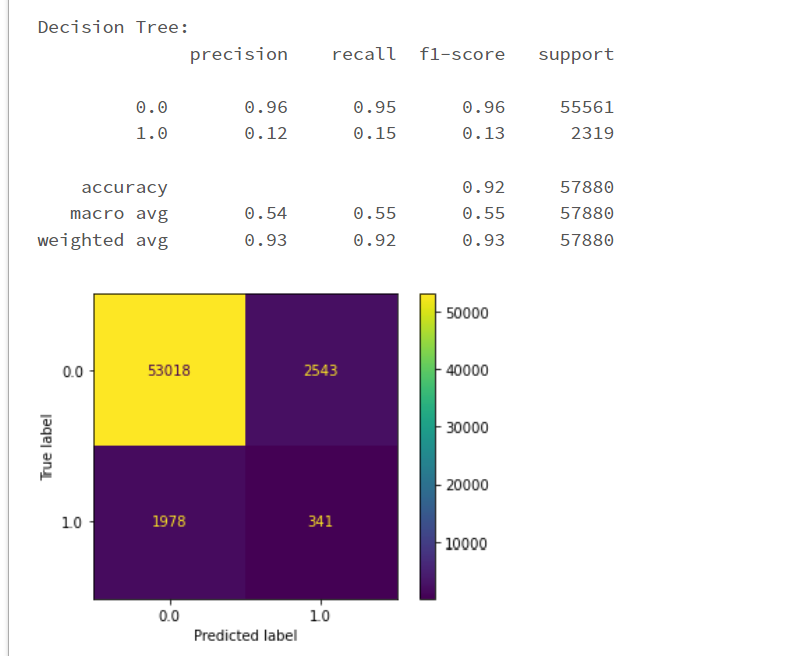 Decision Tree:
precision recall f1-score support
0.0 0.96 0.95 0.96 55561
1.0 0.12 0.15 0.13 2319
accuracy 0.92 57880
macro avg 0.54 0.55 0.55 57880
weighted avg 0.93 0.92 0.93 57880
50000
0.0 53018 2543 40000
30000
True label
20000
1.0 1978 341
10000
0.0 1.0
Predicted label